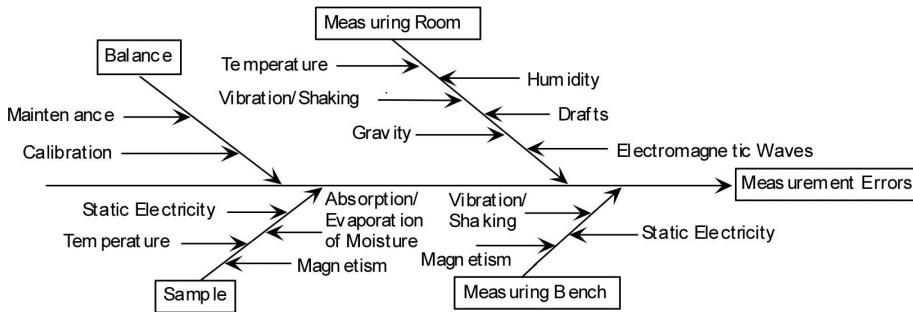 Measuring Room
Balance
Temperature
Humidity
Vibration/Shaking
Maintenance
Drafts
Gravity
Calibration
Electromagnetic Waves
Measurement Errors
Static Electricity
Absorption/
Evaporation
of Moisture
Vibration/
Shaking
Temperature
Static Electricity
Magnetism
Magnetism
Sample
Measuring Bench